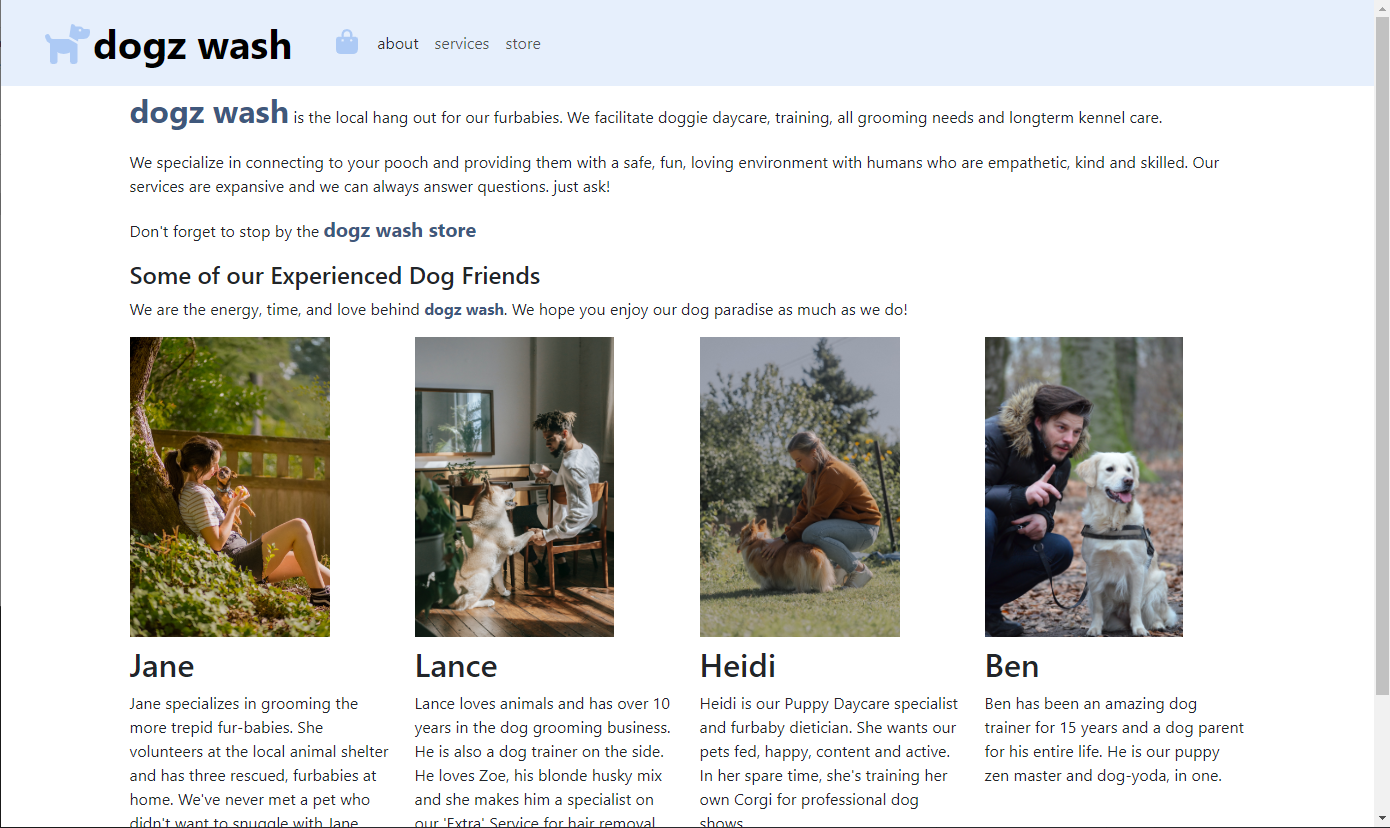 dogz wash about services store
dogz wash is the local hang out for our furbabies. We facilitate doggie daycare, training, all grooming needs and longterm kennel care.
We specialize in connecting to your pooch and providing them with a safe, fun, loving environment with humans who are empathetic, kind and skilled. Our
services are expansive and we can always answer questions. just ask!
Don't forget to stop by the dogz wash store
Some of our Experienced Dog Friends
We are the energy, time, and love behind dogz wash. We hope you enjoy our dog paradise as much as we do!
Jane
Jane specializes in grooming the
more trepid fur-babies. She
volunteers at the local animal shelter
and has three rescued, furbabies at
home. We've never met a pet who
didn't want to snuggle with Jane
Lance
Lance loves animals and has over 10
years in the dog grooming business.
He is also a dog trainer on the side.
He loves Zoe, his blonde husky mix
and she makes him a specialist on
our 'Extra' Service for hair removal
Heidi
Heidi is our Puppy Daycare specialist
and furbaby dietician. She wants our
pets fed, happy, content and active.
In her spare time, she's training her
own Corgi for professional dog
shows
Ben
Ben has been an amazing dog
trainer for 15 years and a dog parent
for his entire life. He is our puppy
zen master and dog-yoda, in one.